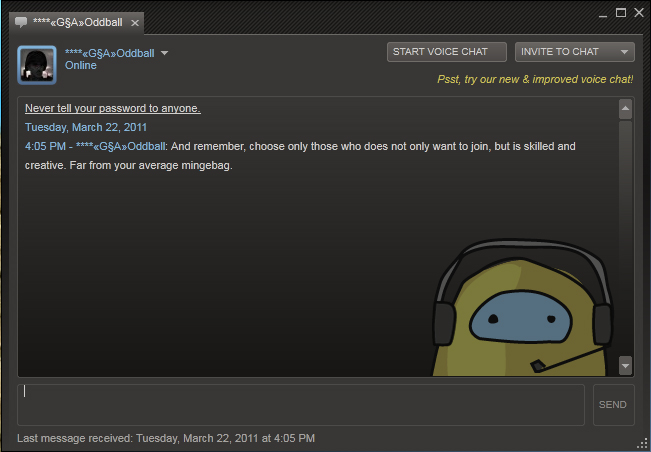 ****«G§A»Oddball
****«G§A»Oddball
Online
START VOICE CHAT
INVITE TO CHAT
Psst, try our new & improved voice chat!
Never tell your password to anyone.
Tuesday, March 22, 2011
4:05 PM - ****«G§A»Oddball: And remember, choose only those who does not only want to join, but is skilled and
creative. Far from your average mingebag.
SEND
Last message received: Tuesday, March 22, 2011 at 4:05 PM